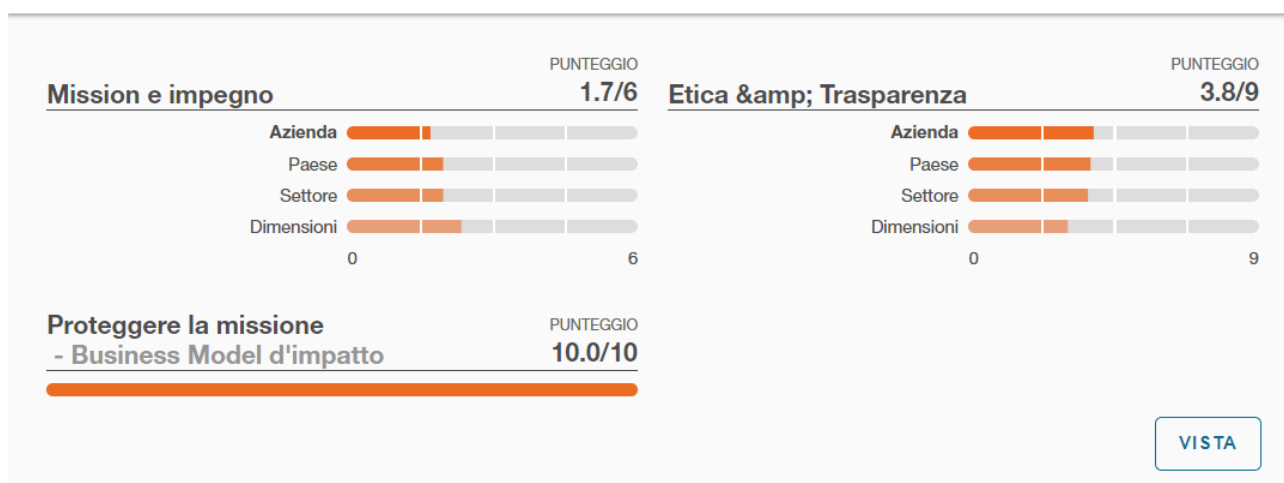 PUNTEGGIO
Mission e impegno 1.7/6
Azienda
Paese
Settore
Dimensioni
0 6
PUNTEGGIO
Etica &amp; Trasparenza 3.8/9
Azienda
Paese
Settore
Dimensioni
0 9
Proteggere la missione PUNTEGGIO
- Business Model d'impatto 10.0/10
VISTA